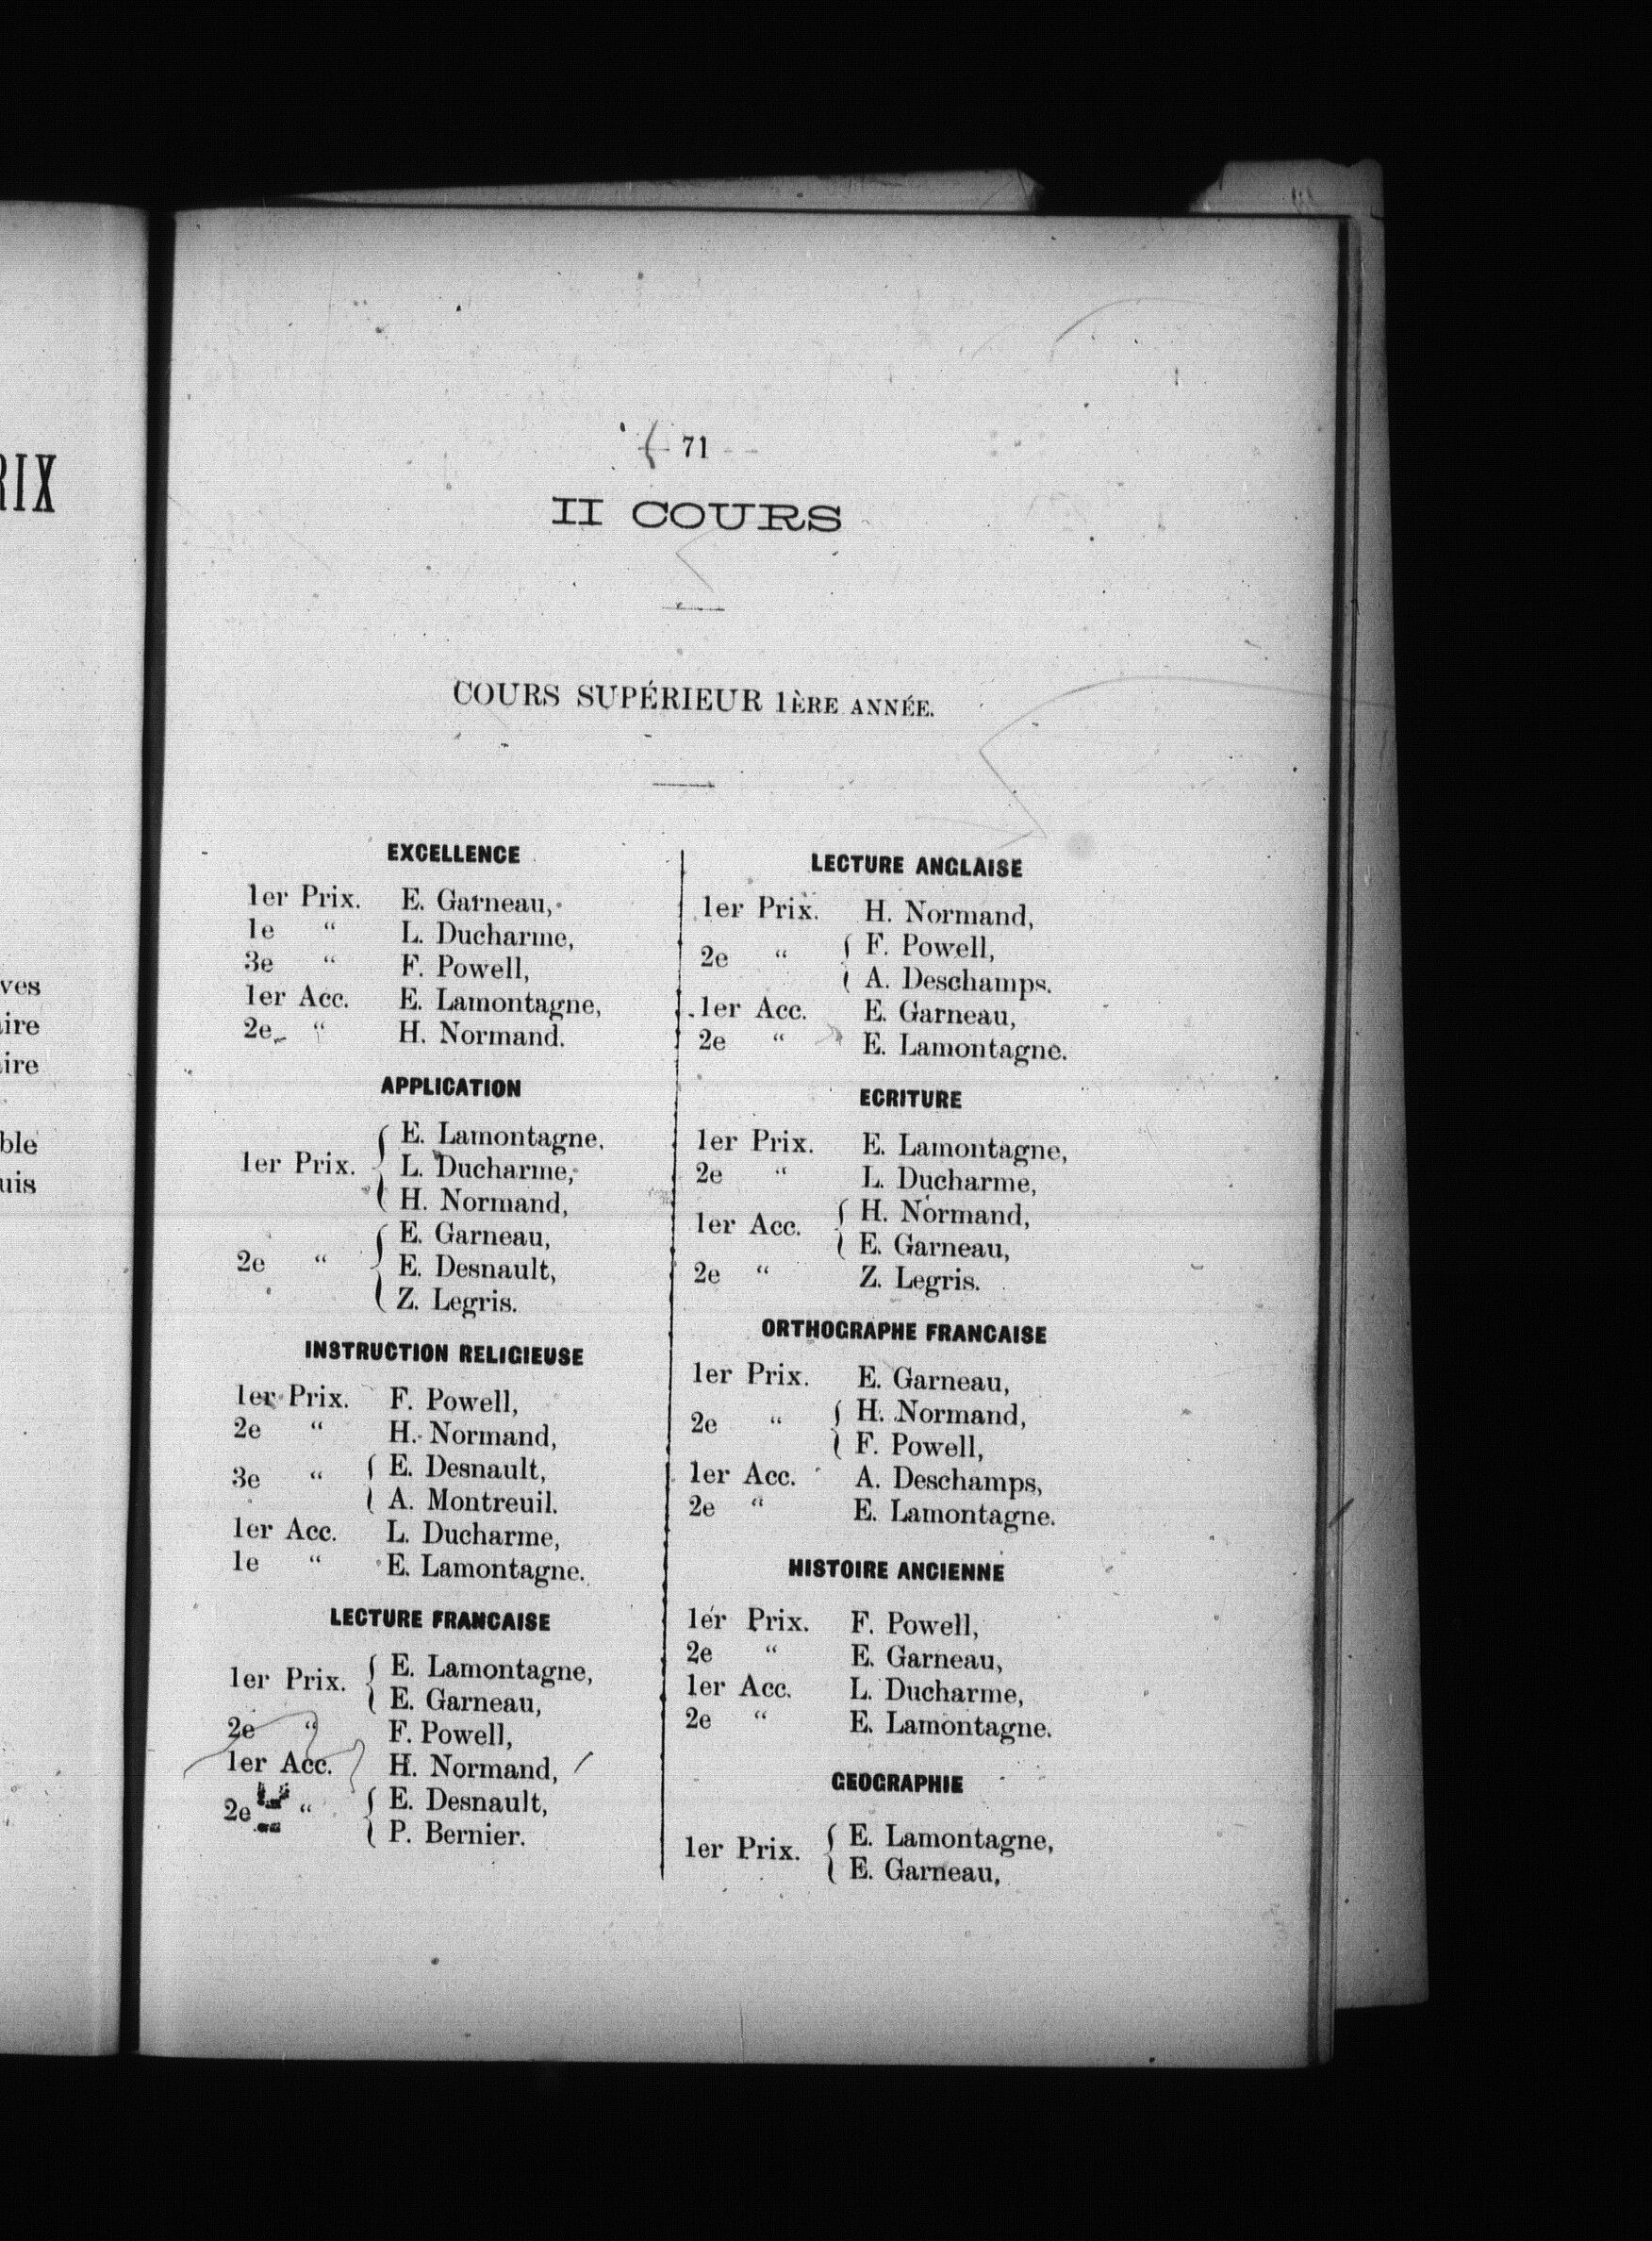 RIX
ves
ire
ire
ble
uis
71
II COURS
COURS SUPÉRIEUR 1ÈRE ANNÉE.
EXCELLENCE
1er Prix. E. Garneau,
1e “ L. Ducharme,
3e “ F. Powell,
1er Acc. E. Lamontagne,
2e “ H. Normand.
APPLICATION
E. Lamontagne.
1er Prix. L. Ducharme,
H. Normand,
E. Garneau,
2e “ E. Desnault,
Z. Legris.
INSTRUCTION RELIGIEUSE
1er Prix. F. Powell,
2e “ H. Normand,
3e “ E. Desnault,
A. Montreuil.
1er Acc. L. Ducharme,
1e “ E. Lamontagne.
LECTURE FRANCAISE
1er Prix. E. Lamontagne,
E. Garneau,
2e “ F. Powell,
1er Acc. H. Normand,
2e “ E. Desnault,
P. Bernier.
LECTURE ANGLAISE
1er Prix. H. Normand,
2e “ F. Powell,
A. Deschamps.
1er Acc. E. Garneau,
2e “ E. Lamontagne.
ECRITURE
1er Prix. E. Lamontagne,
2e “ L. Ducharme,
1er Acc. H. Normand,
E. Garneau,
2e “ Z. Legris.
ORTHOGRAPHE FRANCAISE
1er Prix. E. Garneau,
2e “ H. Normand,
F. Powell,
1er Acc. A. Deschamps,
2e “ E. Lamontagne.
HISTOIRE ANCIENNE
1er Prix. F. Powell,
2e “ E. Garneau,
1er Acc. L. Ducharme,
2e “ E. Lamontagne.
GEOGRAPHIE
1er Prix. E. Lamontagne,
E. Garneau,